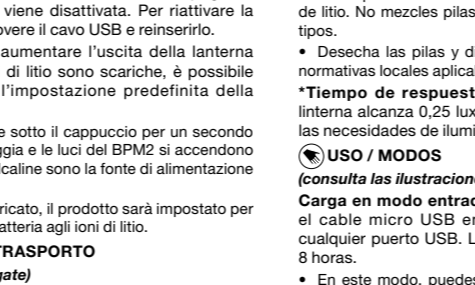 viene disattivata. Per riattivare la
overe il cavo USB e reinserirlo.
aumentare l'uscita della lanterna
di litio sono scariche, è possibile
l'impostazione predefinita della
e sotto il cappuccio per un secondo
ggia e le luci del BPM2 si accendono
lcaline sono la fonte di alimentazione
ricato, il prodotto sarà impostato per
atteria agli ioni di litio.
TRASPORTO
gate)
de litio. No mezcles pilas
tipos.
• Desecha las pilas y di
normativas locales aplical
*Tiempo de respuest
linterna alcanza 0,25 lux
las necesidades de ilumi
USO / MODOS
(consulta las ilustracione
Carga en modo entrac
el cable micro USB en
cualquier puerto USB. L
8 horas.
• En este modo, puedes